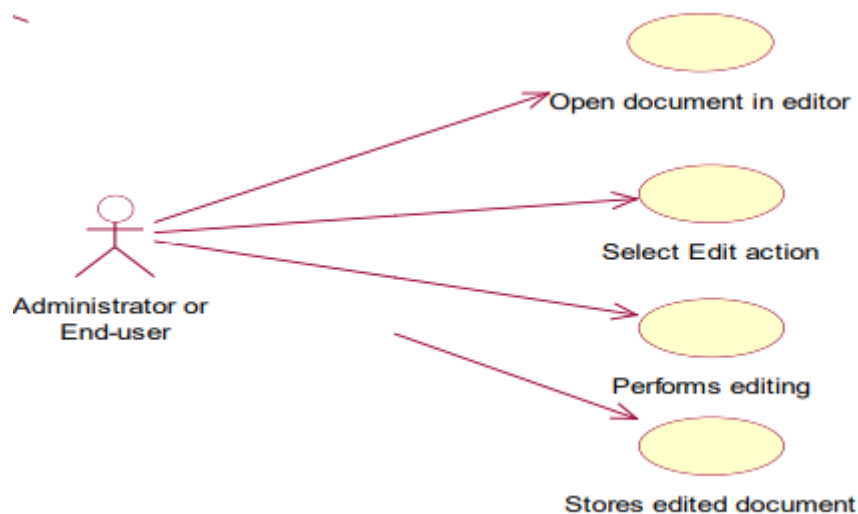 Open document in editor
Select Edit action
Administrator or
End-user
Performs editing
Stores edited document